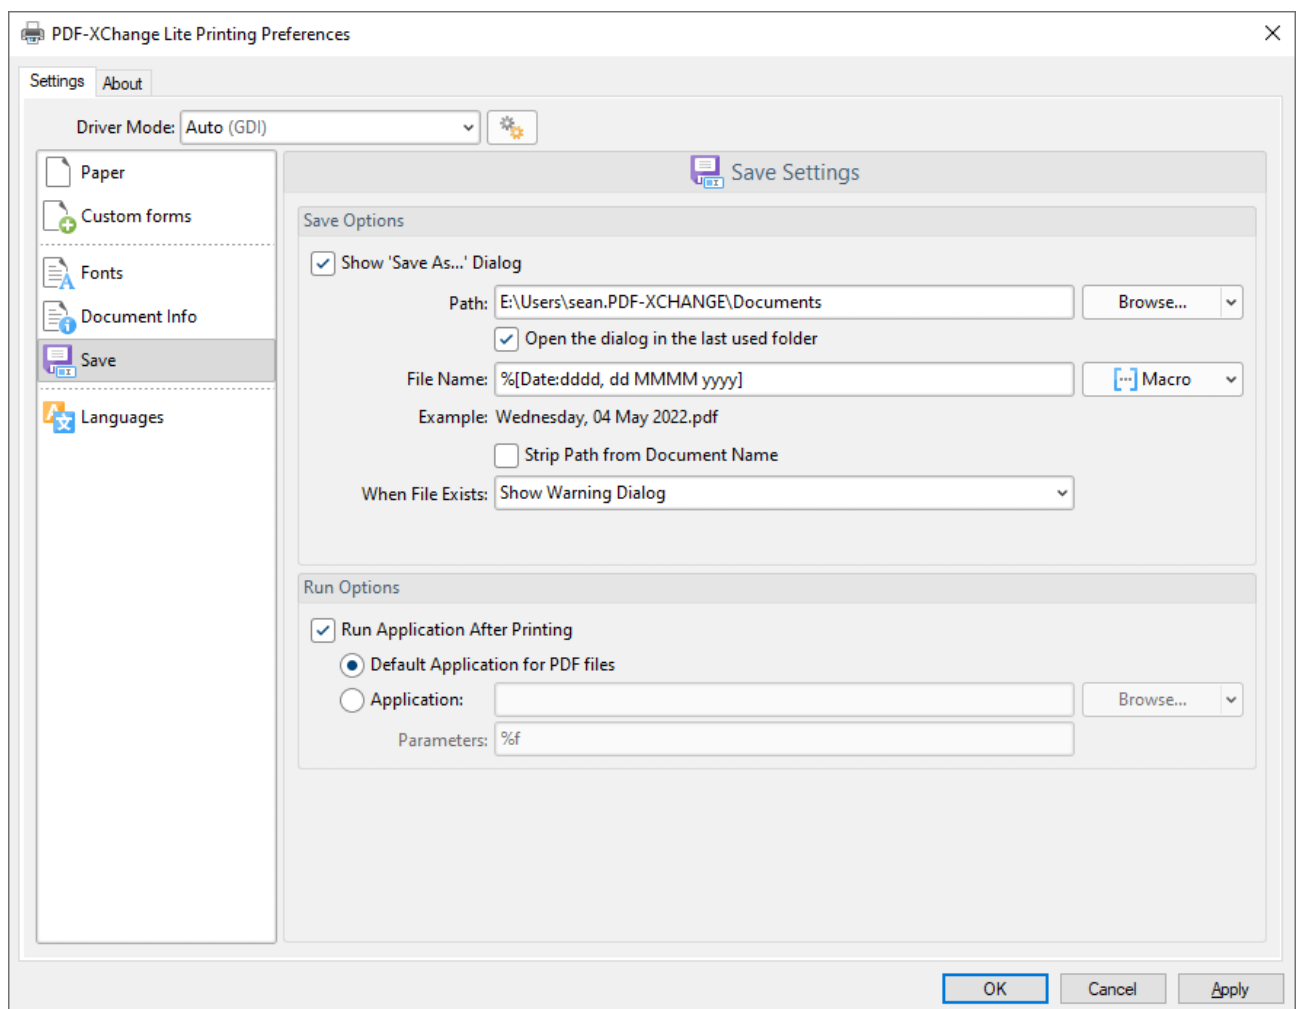 PDF-XChange Lite Printing Preferences
Settings About
Driver Mode: Auto (GDI)
Paper
Custom forms
Fonts
Document Info
Save
Languages
Save Settings
Save Options
Show 'Save As...' Dialog
Path: E:\Users\sean.PDF-XCHANGE\Documents Browse...
Open the dialog in the last used folder
File Name: %[Date:dddd, dd MMMM yyyy] Macro
Example: Wednesday, 04 May 2022.pdf
Strip Path from Document Name
When File Exists: Show Warning Dialog
Run Options
Run Application After Printing
Default Application for PDF files
Application: Browse...
Parameters: %f
OK Cancel Apply